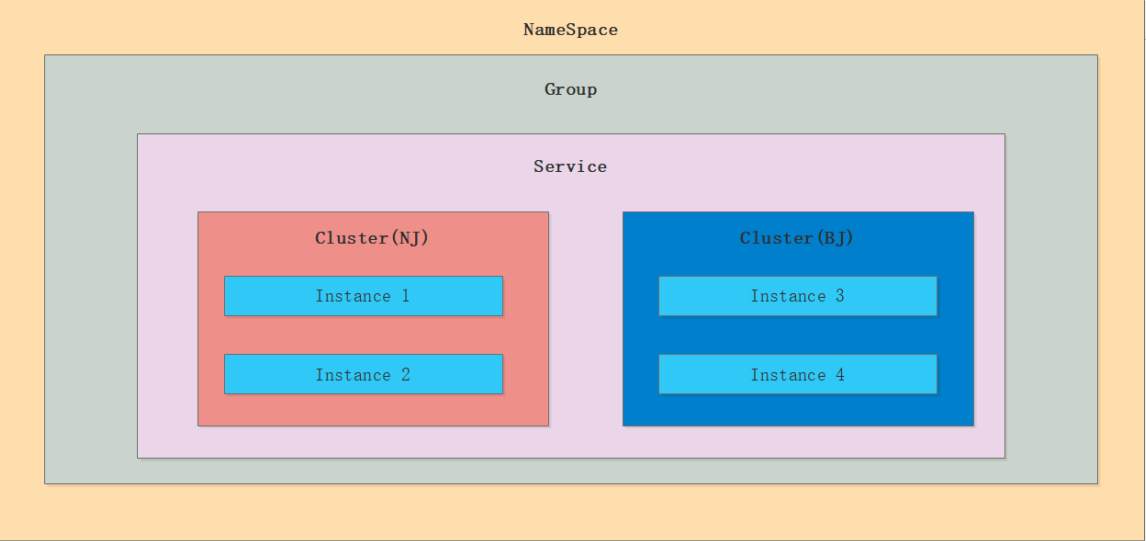 NameSpace
Group
Service
Cluster(NJ)
Instance 1
Instance 2
Cluster(BJ)
Instance 3
Instance 4